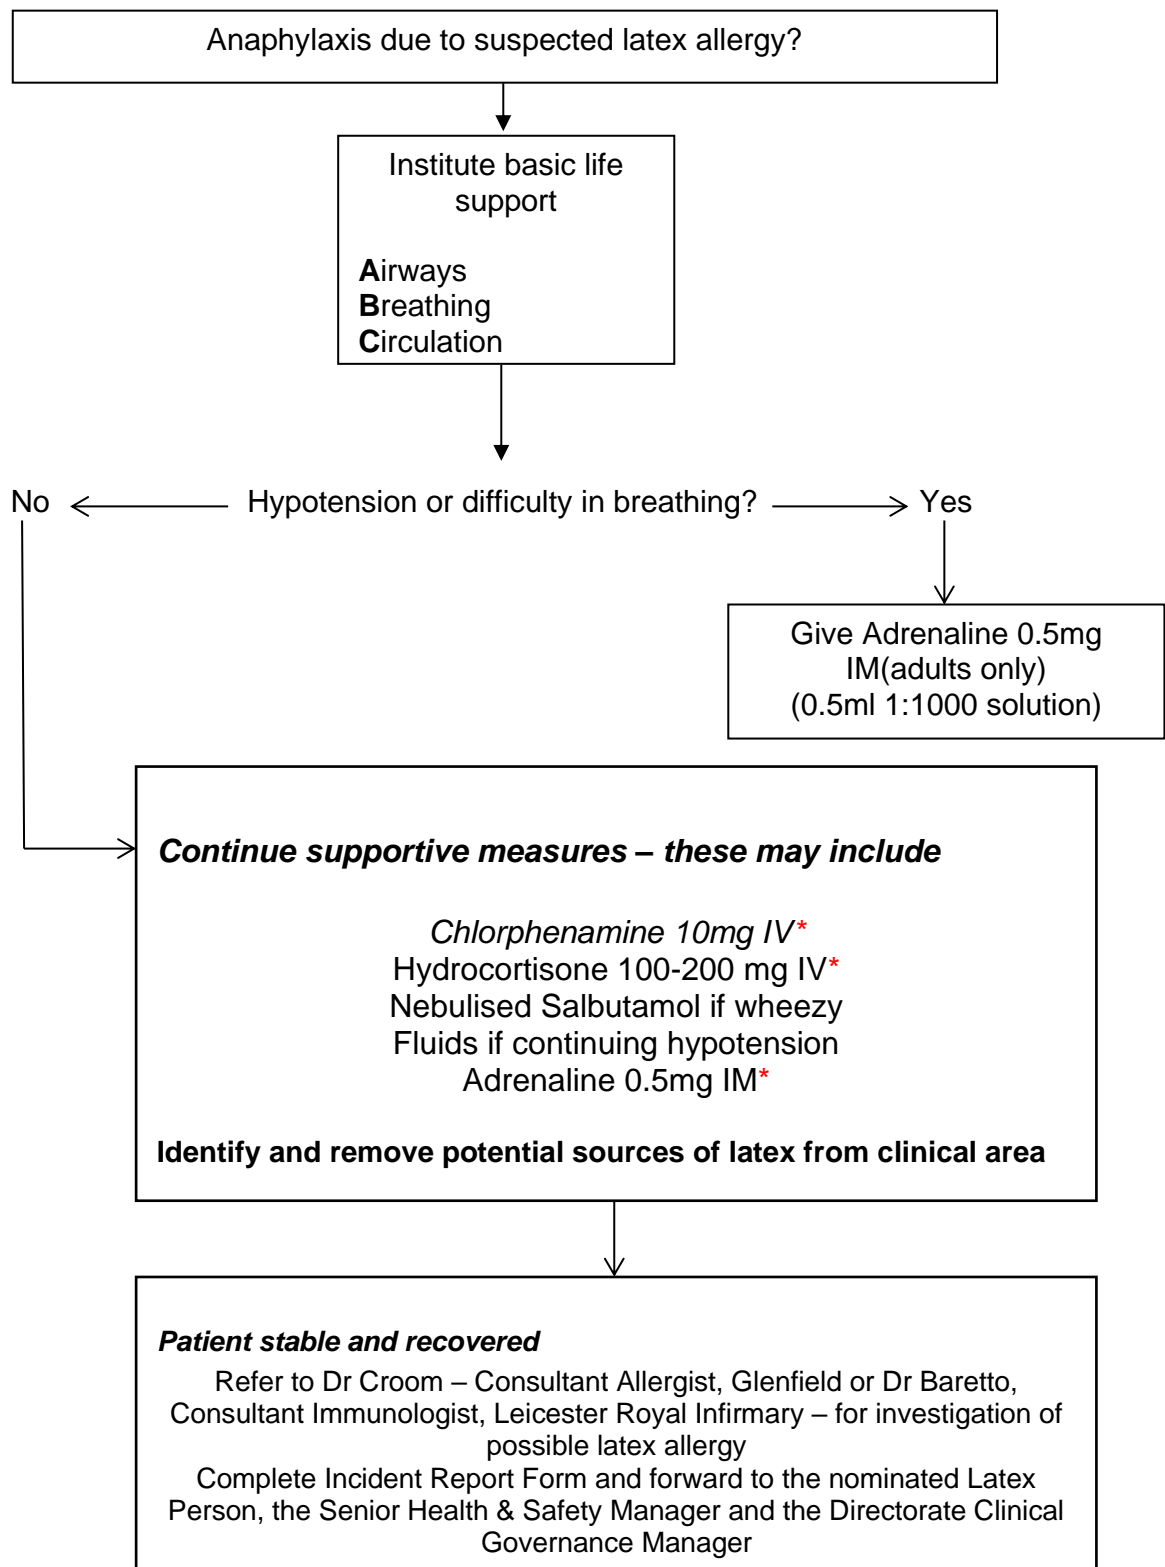 Anaphylaxis due to suspected latex allergy?
Institute basic life
support
Airways
Breathing
Circulation
No
Hypotension or difficulty in breathing?
Yes
Give Adrenaline 0.5mg
IM(adults only)
(0.5ml 1:1000 solution)
Continue supportive measures – these may include
Chlorphenamine 10mg IV*
Hydrocortisone 100-200 mg IV*
Nebulised Salbutamol if wheezy
Fluids if continuing hypotension
Adrenaline 0.5mg IM*
Identify and remove potential sources of latex from clinical area
Patient stable and recovered
Refer to Dr Croom – Consultant Allergist, Glenfield or Dr Baretto,
Consultant Immunologist, Leicester Royal Infirmary – for investigation of
possible latex allergy
Complete Incident Report Form and forward to the nominated Latex
Person, the Senior Health & Safety Manager and the Directorate Clinical
Governance Manager